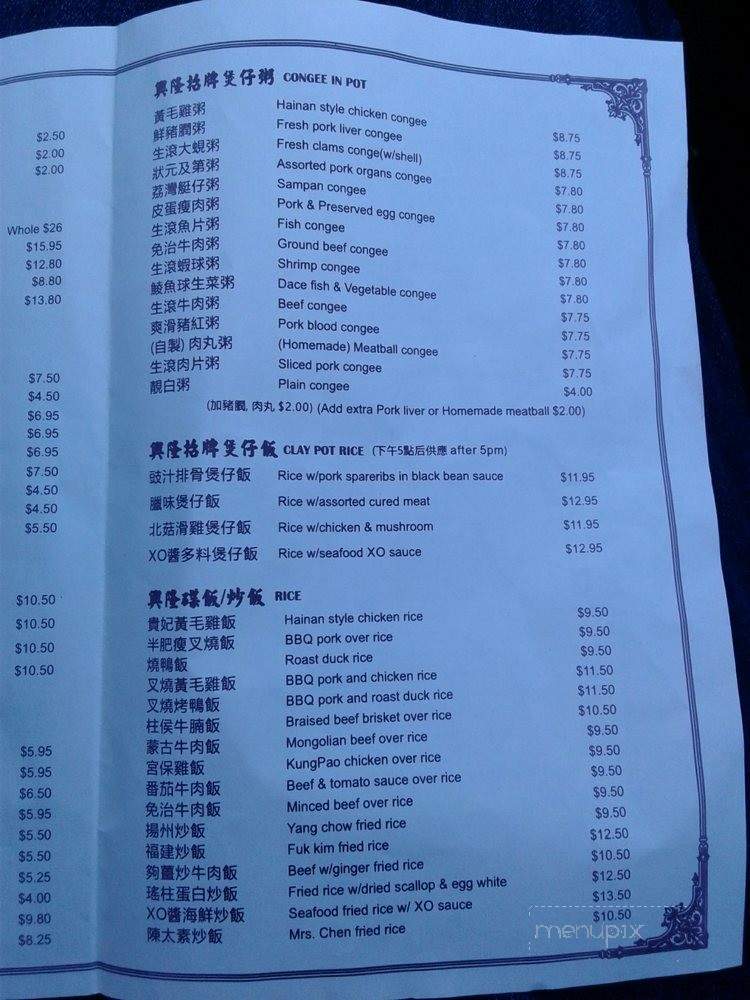 $2.50
$2.00
$2.00
Whole $26
$15.95
$12.80
$8.80
$13.80
$7.50
$4.50
$6.95
$6.95
$6.95
$7.50
$4.50
$4.50
$5.50
$10.50
$10.50
$10.50
$10.50
$5.95
$5.95
$6.50
$5.95
$5.50
$5.50
$5.25
$4.00
$9.80
$8.25
興隆招牌煲仔粥 CONGEE IN POT
黃毛雞粥 Hainan style chicken congee $8.75
鮮豬膶粥 Fresh pork liver congee $8.75
生滾大蜆粥 Fresh clams conge(w/shell) $8.75
狀元及第粥 Assorted pork organs congee $7.80
荔灣艇仔粥 Sampan congee $7.80
皮蛋瘦肉粥 Pork & Preserved egg congee $7.80
生滾魚片粥 Fish congee $7.80
免治牛肉粥 Ground beef congee $7.80
生滾蝦球粥 Shrimp congee $7.80
鯪魚球生菜粥 Dace fish & Vegetable congee $7.80
生滾牛肉粥 Beef congee $7.75
爽滑豬紅粥 Pork blood congee $7.75
(自製) 肉丸粥 (Homemade) Meatball congee $7.75
生滾肉片粥 Sliced pork congee $7.75
靚白粥 Plain congee $4.00
(加豬膶, 肉丸 $2.00) (Add extra Pork liver or Homemade meatball $2.00)
興隆招牌煲仔飯 CLAY POT RICE (下午5點后供應 after 5pm)
豉汁排骨煲仔飯 Rice w/pork spareribs in black bean sauce $11.95
臘味煲仔飯 Rice w/assorted cured meat $12.95
北菇滑雞煲仔飯 Rice w/chicken & mushroom $11.95
XO醬多料煲仔飯 Rice w/seafood XO sauce $12.95
興隆碟飯/炒飯 RICE
貴妃黃毛雞飯 Hainan style chicken rice $9.50
半肥瘦叉燒飯 BBQ pork over rice $9.50
燒鴨飯 Roast duck rice $9.50
叉燒黃毛雞飯 BBQ pork and chicken rice $11.50
叉燒烤鴨飯 BBQ pork and roast duck rice $11.50
柱侯牛腩飯 Braised beef brisket over rice $10.50
蒙古牛肉飯 Mongolian beef over rice $9.50
宮保雞飯 KungPao chicken over rice $9.50
番茄牛肉飯 Beef & tomato sauce over rice $9.50
免治牛肉飯 Minced beef over rice $9.50
揚州炒飯 Yang chow fried rice $9.50
福建炒飯 Fuk kim fried rice $12.50
夠薑炒牛肉飯 Beef w/ginger fried rice $10.50
瑤柱蛋白炒飯 Fried rice w/dried scallop & egg white $12.50
XO醬海鮮炒飯 Seafood fried rice w/ XO sauce $13.50
陳太素炒飯 Mrs. Chen fried rice $10.50
menupix